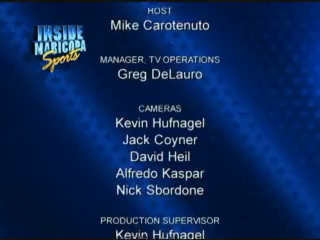 HOST
INSIDE
MARICOPA
Sports
Mike Carotenuto
MANAGER, TV OPERATIONS
Greg DeLauro
CAMERAS
Kevin Hufnagel
Jack Coyner
David Heil
Alfredo Kaspar
Nick Sbordone
PRODUCTION SUPERVISOR
Kevin Hufnagel